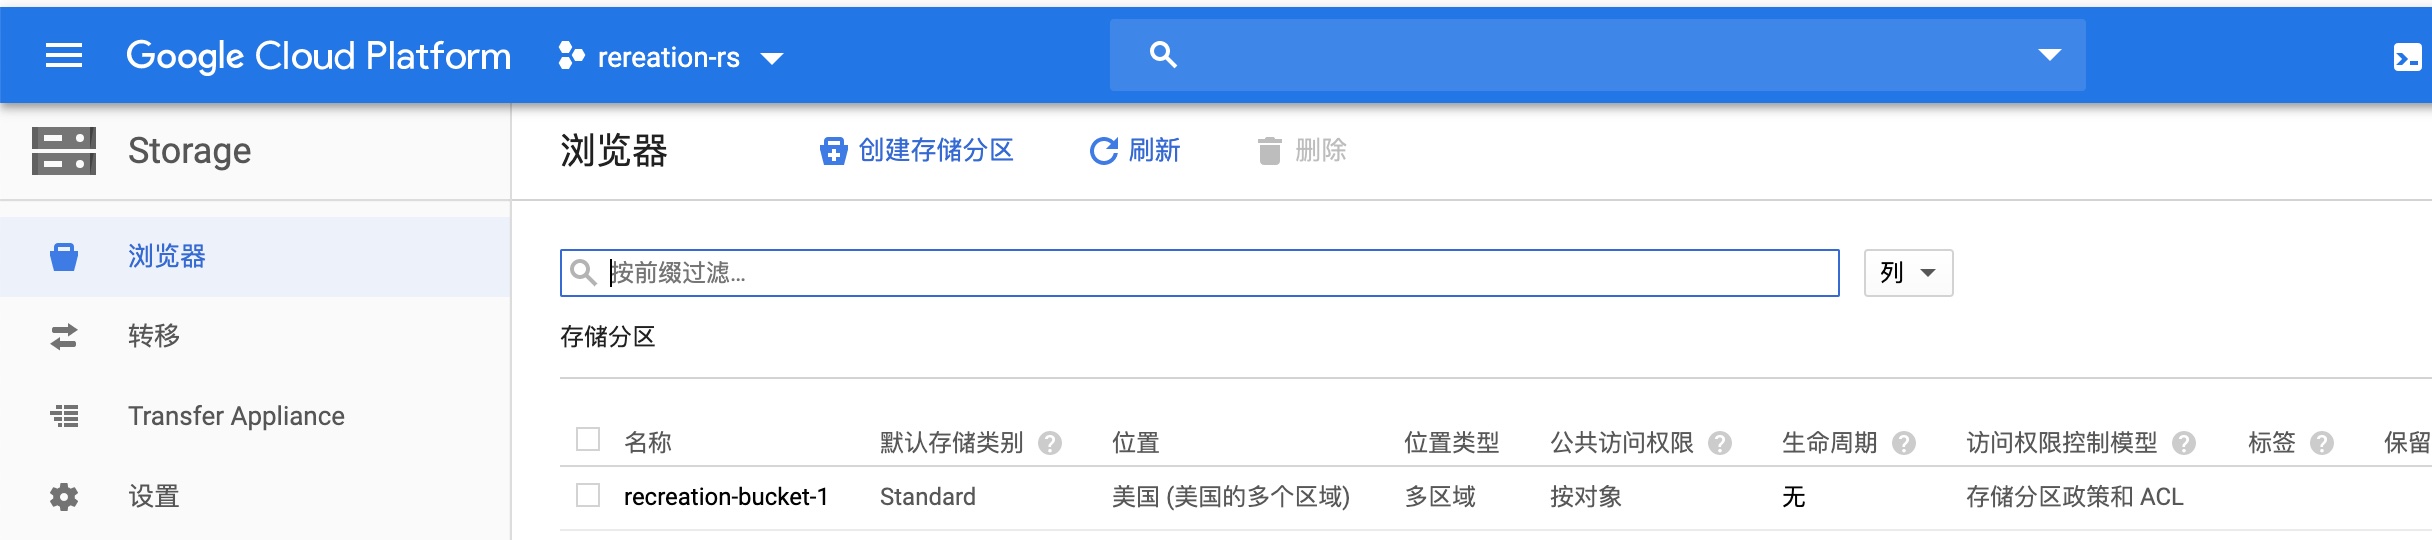 Google Cloud Platform rereation-rs
Storage
浏览器 创建存储分区 刷新 删除
浏览器
转移
Transfer Appliance
设置
按前缀过滤... 列
存储分区
名称 默认存储类别 位置 位置类型 公共访问权限 生命周期 访问权限控制模型 标签 保留
recreation-bucket-1 Standard 美国 (美国的多个区域) 多区域 按对象 无 存储分区政策和 ACL